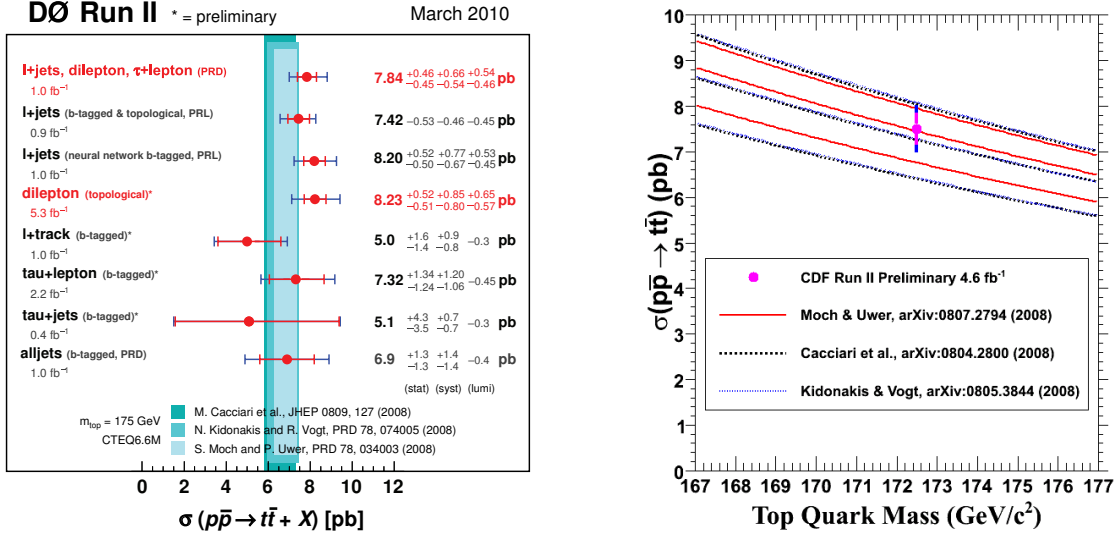 DØ Run II * = preliminary March 2010
l+jets, dilepton, τ+lepton (PRD)
1.0 fb⁻¹
7.84 +0.46 −0.45 +0.66 −0.54 +0.54 −0.46 pb
l+jets (b-tagged & topological, PRL)
0.9 fb⁻¹
7.42 −0.53 −0.46 −0.45 pb
l+jets (neural network b-tagged, PRL)
1.0 fb⁻¹
8.20 +0.52 −0.50 +0.77 −0.67 +0.53 −0.45 pb
dilepton (topological)*
5.3 fb⁻¹
8.23 +0.52 −0.51 +0.85 −0.80 +0.65 −0.57 pb
l+track (b-tagged)*
1.0 fb⁻¹
5.0 +1.6 −1.4 +0.9 −0.8 −0.3 pb
tau+lepton (b-tagged)*
2.2 fb⁻¹
7.32 +1.34 −1.24 +1.20 −1.06 −0.45 pb
tau+jets (b-tagged)*
0.4 fb⁻¹
5.1 +4.3 −3.5 +0.7 −0.7 −0.3 pb
alljets (b-tagged, PRD)
1.0 fb⁻¹
6.9 +1.3 −1.3 +1.4 −1.4 −0.4 pb
(stat) (syst) (lumi)
m_top = 175 GeV
CTEQ6.6M
M. Cacciari et al., JHEP 0809, 127 (2008)
N. Kidonakis and R. Vogt, PRD 78, 074005 (2008)
S. Moch and P. Uwer, PRD 78, 034003 (2008)
0 2 4 6 8 10 12
σ (pp̄ → tt̄ + X) [pb]
σ(pp̄ → tt̄) (pb)
10
9
8
7
6
5
4
3
2
1
0
CDF Run II Preliminary 4.6 fb⁻¹
Moch & Uwer, arXiv:0807.2794 (2008)
Cacciari et al., arXiv:0804.2800 (2008)
Kidonakis & Vogt, arXiv:0805.3844 (2008)
167 168 169 170 171 172 173 174 175 176 177
Top Quark Mass (GeV/c²)